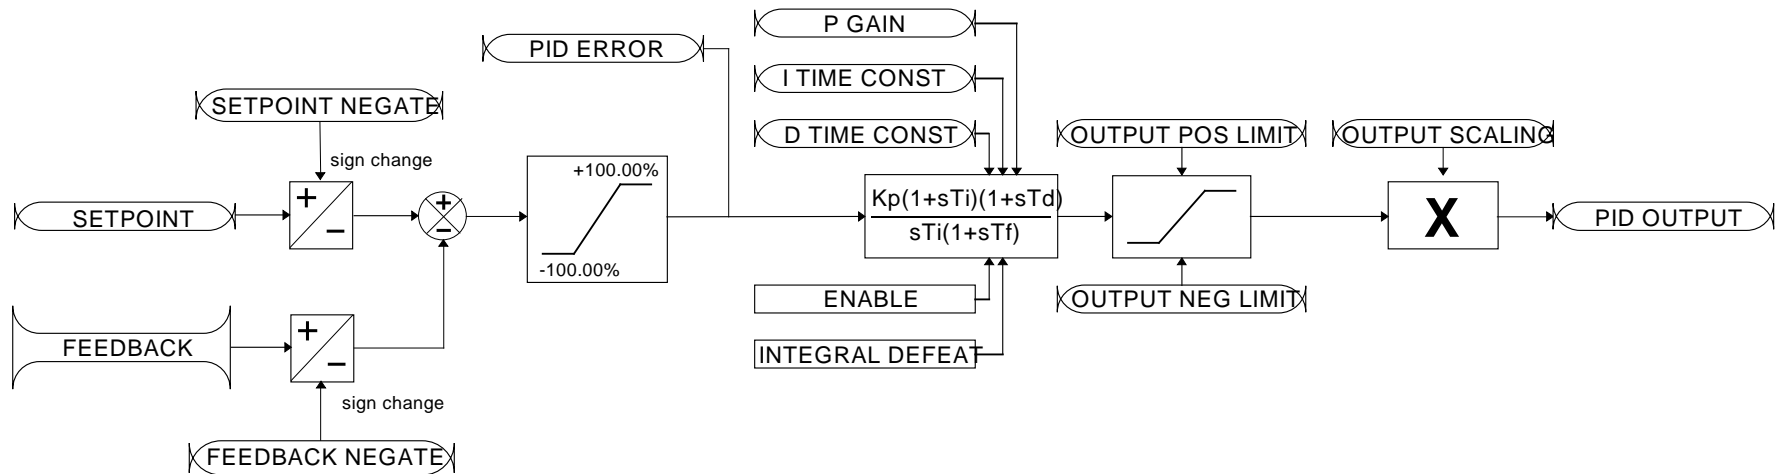 P GAIN
PID ERROR
I TIME CONST
SETPOINT NEGATE
D TIME CONST
OUTPUT POS LIMIT
OUTPUT SCALING
sign change
+100.00%
+
-
SETPOINT
+
-
-100.00%
Kp(1+sTi)(1+sTd)
sTi(1+sTf)
X
PID OUTPUT
ENABLE
OUTPUT NEG LIMIT
+
-
FEEDBACK
INTEGRAL DEFEAT
sign change
FEEDBACK NEGATE